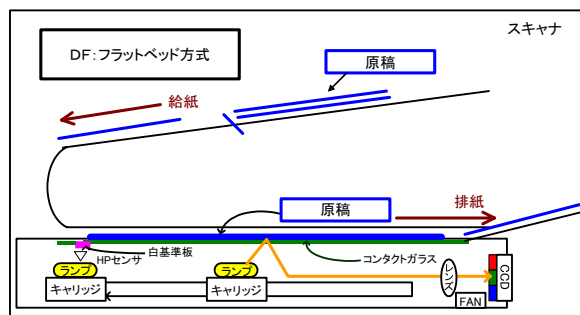 スキャナ
DF:フラットベッド方式
原稿
給紙
原稿
排紙
白基準板
HPセンサ
コンタクトガラス
ランプ
ランプ
キャリッジ
キャリッジ
レンズ
CCD
FAN